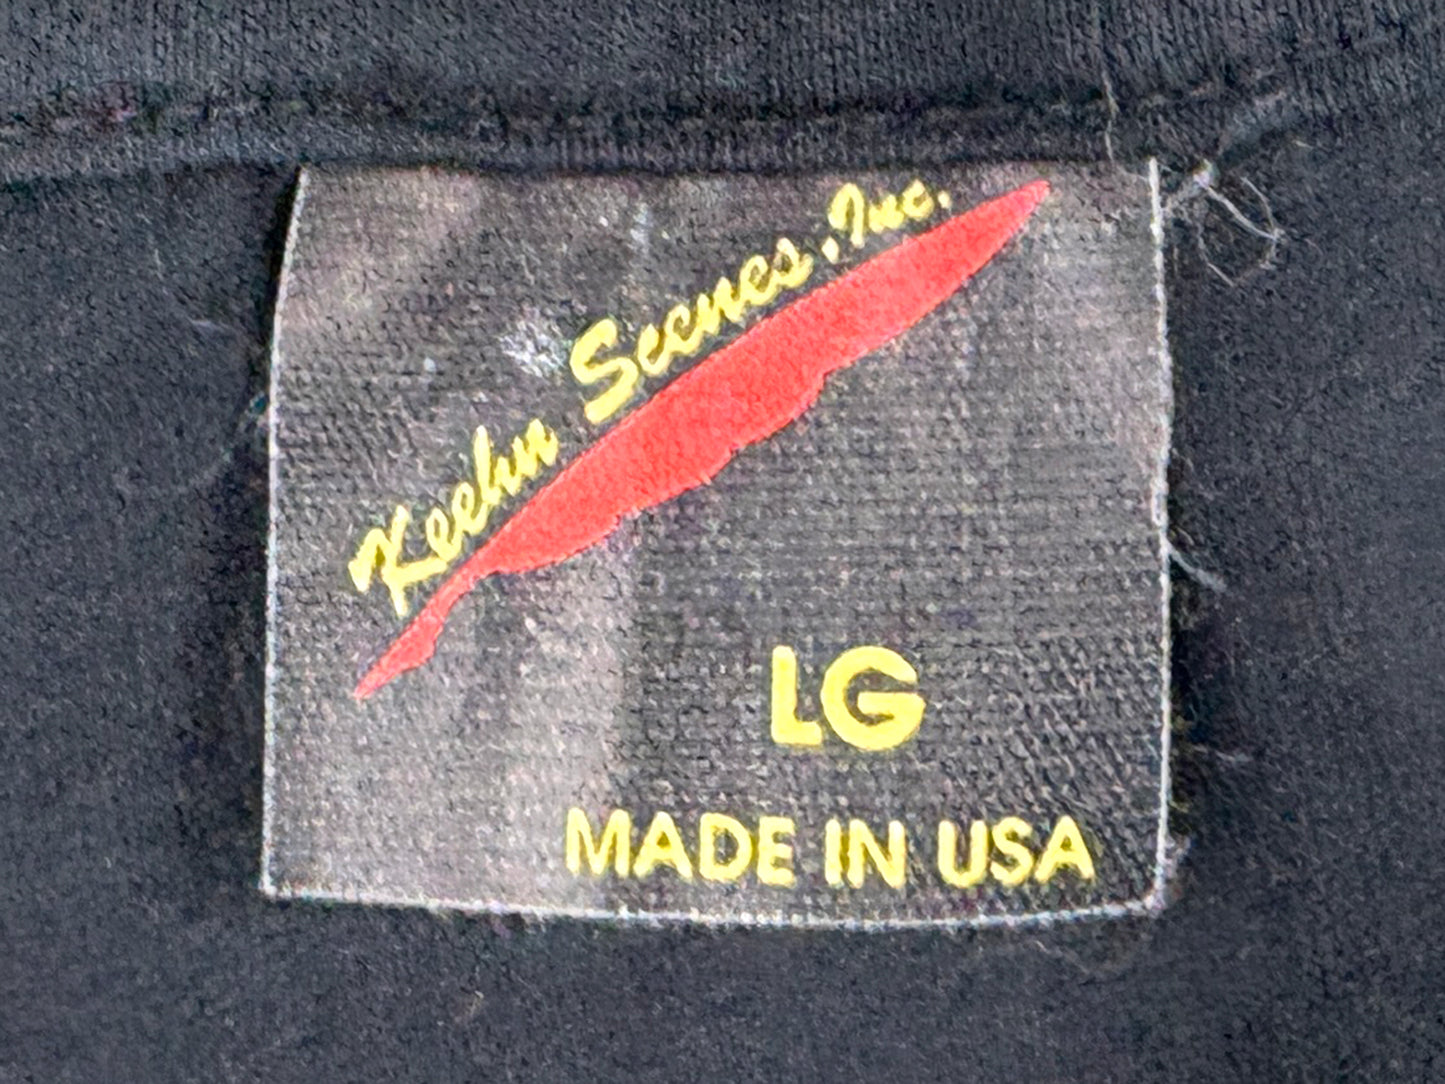 Keehn Scenes, Inc.
LG
MADE IN USA